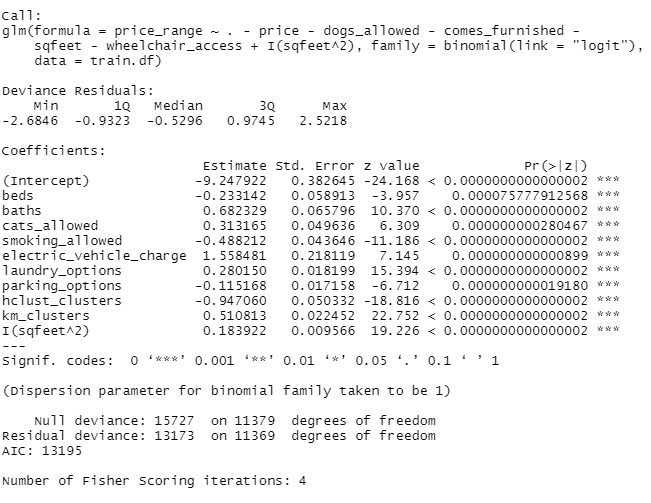 Call:
glm(formula = price_range ~ . - price - dogs_allowed - comes_furnished -
    sqfeet - wheelchair_access + I(sqfeet^2), family = binomial(link = "logit"),
    data = train.df)
Deviance Residuals:
    Min      1Q  Median      3Q     Max
-2.6846 -0.9323 -0.5296  0.9745  2.5218
Coefficients:
                         Estimate Std. Error z value             Pr(>|z|)
(Intercept)             -9.247922   0.382645 -24.168 < 0.0000000000000002 ***
beds                    -0.233142   0.058913  -3.957       0.000075777912568 ***
baths                    0.682329   0.065796  10.370 < 0.0000000000000002 ***
cats_allowed             0.313165   0.049636   6.309       0.000000000280467 ***
smoking_allowed         -0.488212   0.043646 -11.186 < 0.0000000000000002 ***
electric_vehicle_charge  1.558481   0.218119   7.145       0.000000000000899 ***
laundry_options          0.280150   0.018199  15.394 < 0.0000000000000002 ***
parking_options         -0.115168   0.017158  -6.712       0.000000000019180 ***
hclust_clusters         -0.947060   0.050332 -18.816 < 0.0000000000000002 ***
km_clusters              0.510813   0.022452  22.752 < 0.0000000000000002 ***
I(sqfeet^2)              0.183922   0.009566  19.226 < 0.0000000000000002 ***
---
Signif. codes:  0 ‘***’ 0.001 ‘**’ 0.01 ‘*’ 0.05 ‘.’ 0.1 ‘ ’ 1
(Dispersion parameter for binomial family taken to be 1)
    Null deviance: 15727  on 11379  degrees of freedom
Residual deviance: 13173  on 11369  degrees of freedom
AIC: 13195
Number of Fisher Scoring iterations: 4